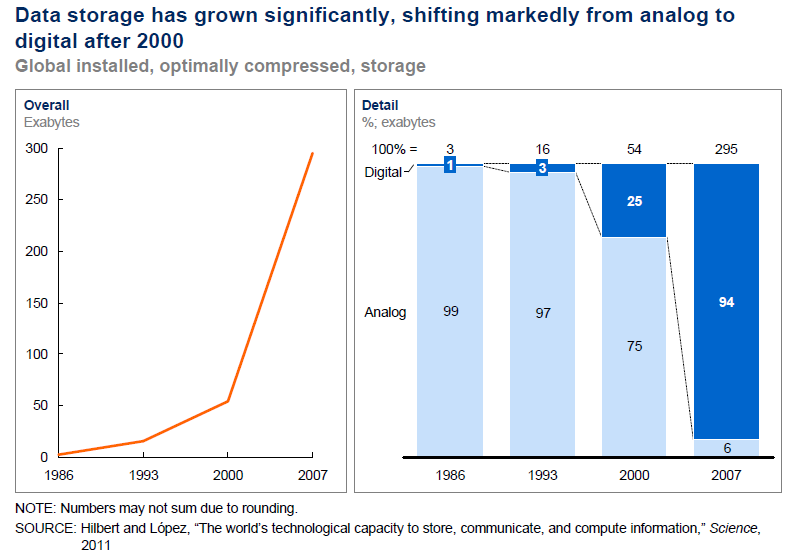 Data storage has grown significantly, shifting markedly from analog to
digital after 2000
Global installed, optimally compressed, storage
Overall
Exabytes
300
250
200
150
100
50
0
1986 1993 2000 2007
Detail
%; exabytes
100% = 3 16 54 295
Digital 1 3
25
94
Analog 99 97
75
6
1986 1993 2000 2007
NOTE: Numbers may not sum due to rounding.
SOURCE: Hilbert and López, “The world’s technological capacity to store, communicate, and compute information,” Science,
2011